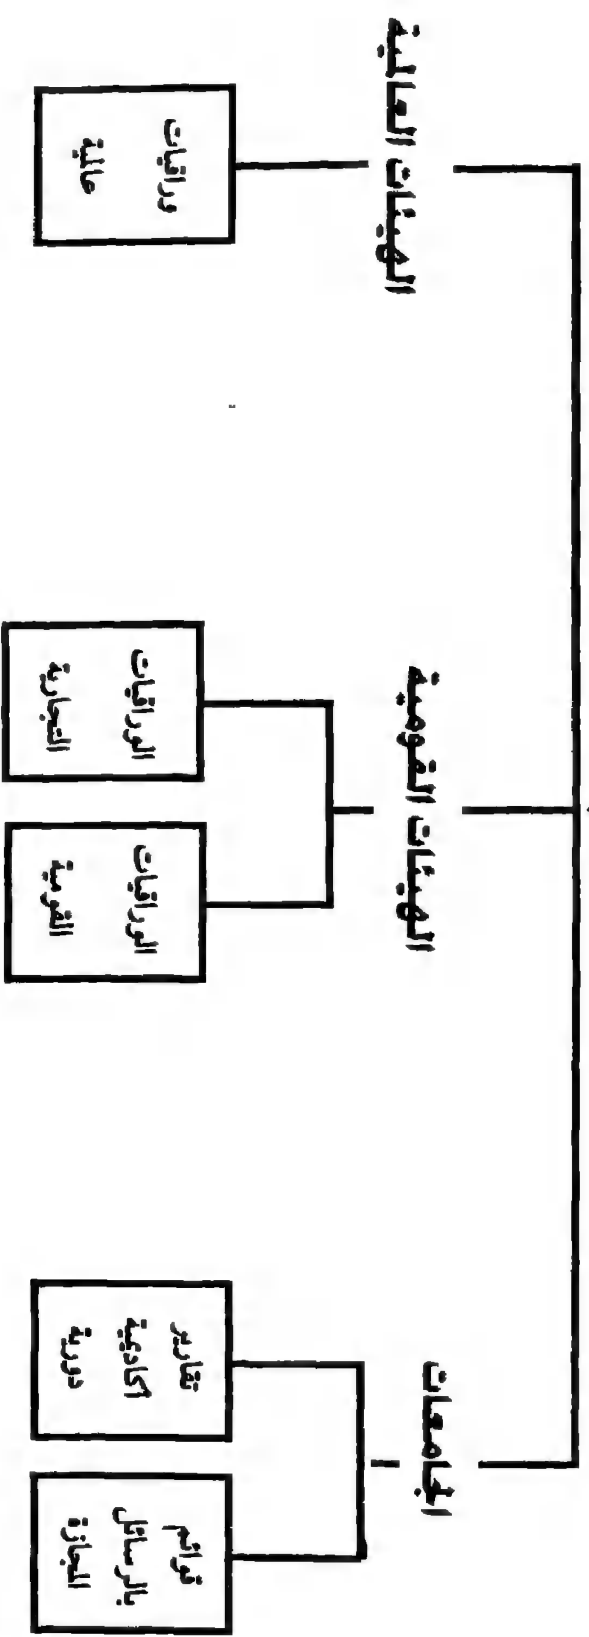 الجامعات
الهيئات القومية
الهيئات العالمية
قوائم
بالرسائل
المجازة
تقارير
أكاديمية
دورية
الوراقيات
القومية
الوراقيات
التجارية
وراقيات
عالمية